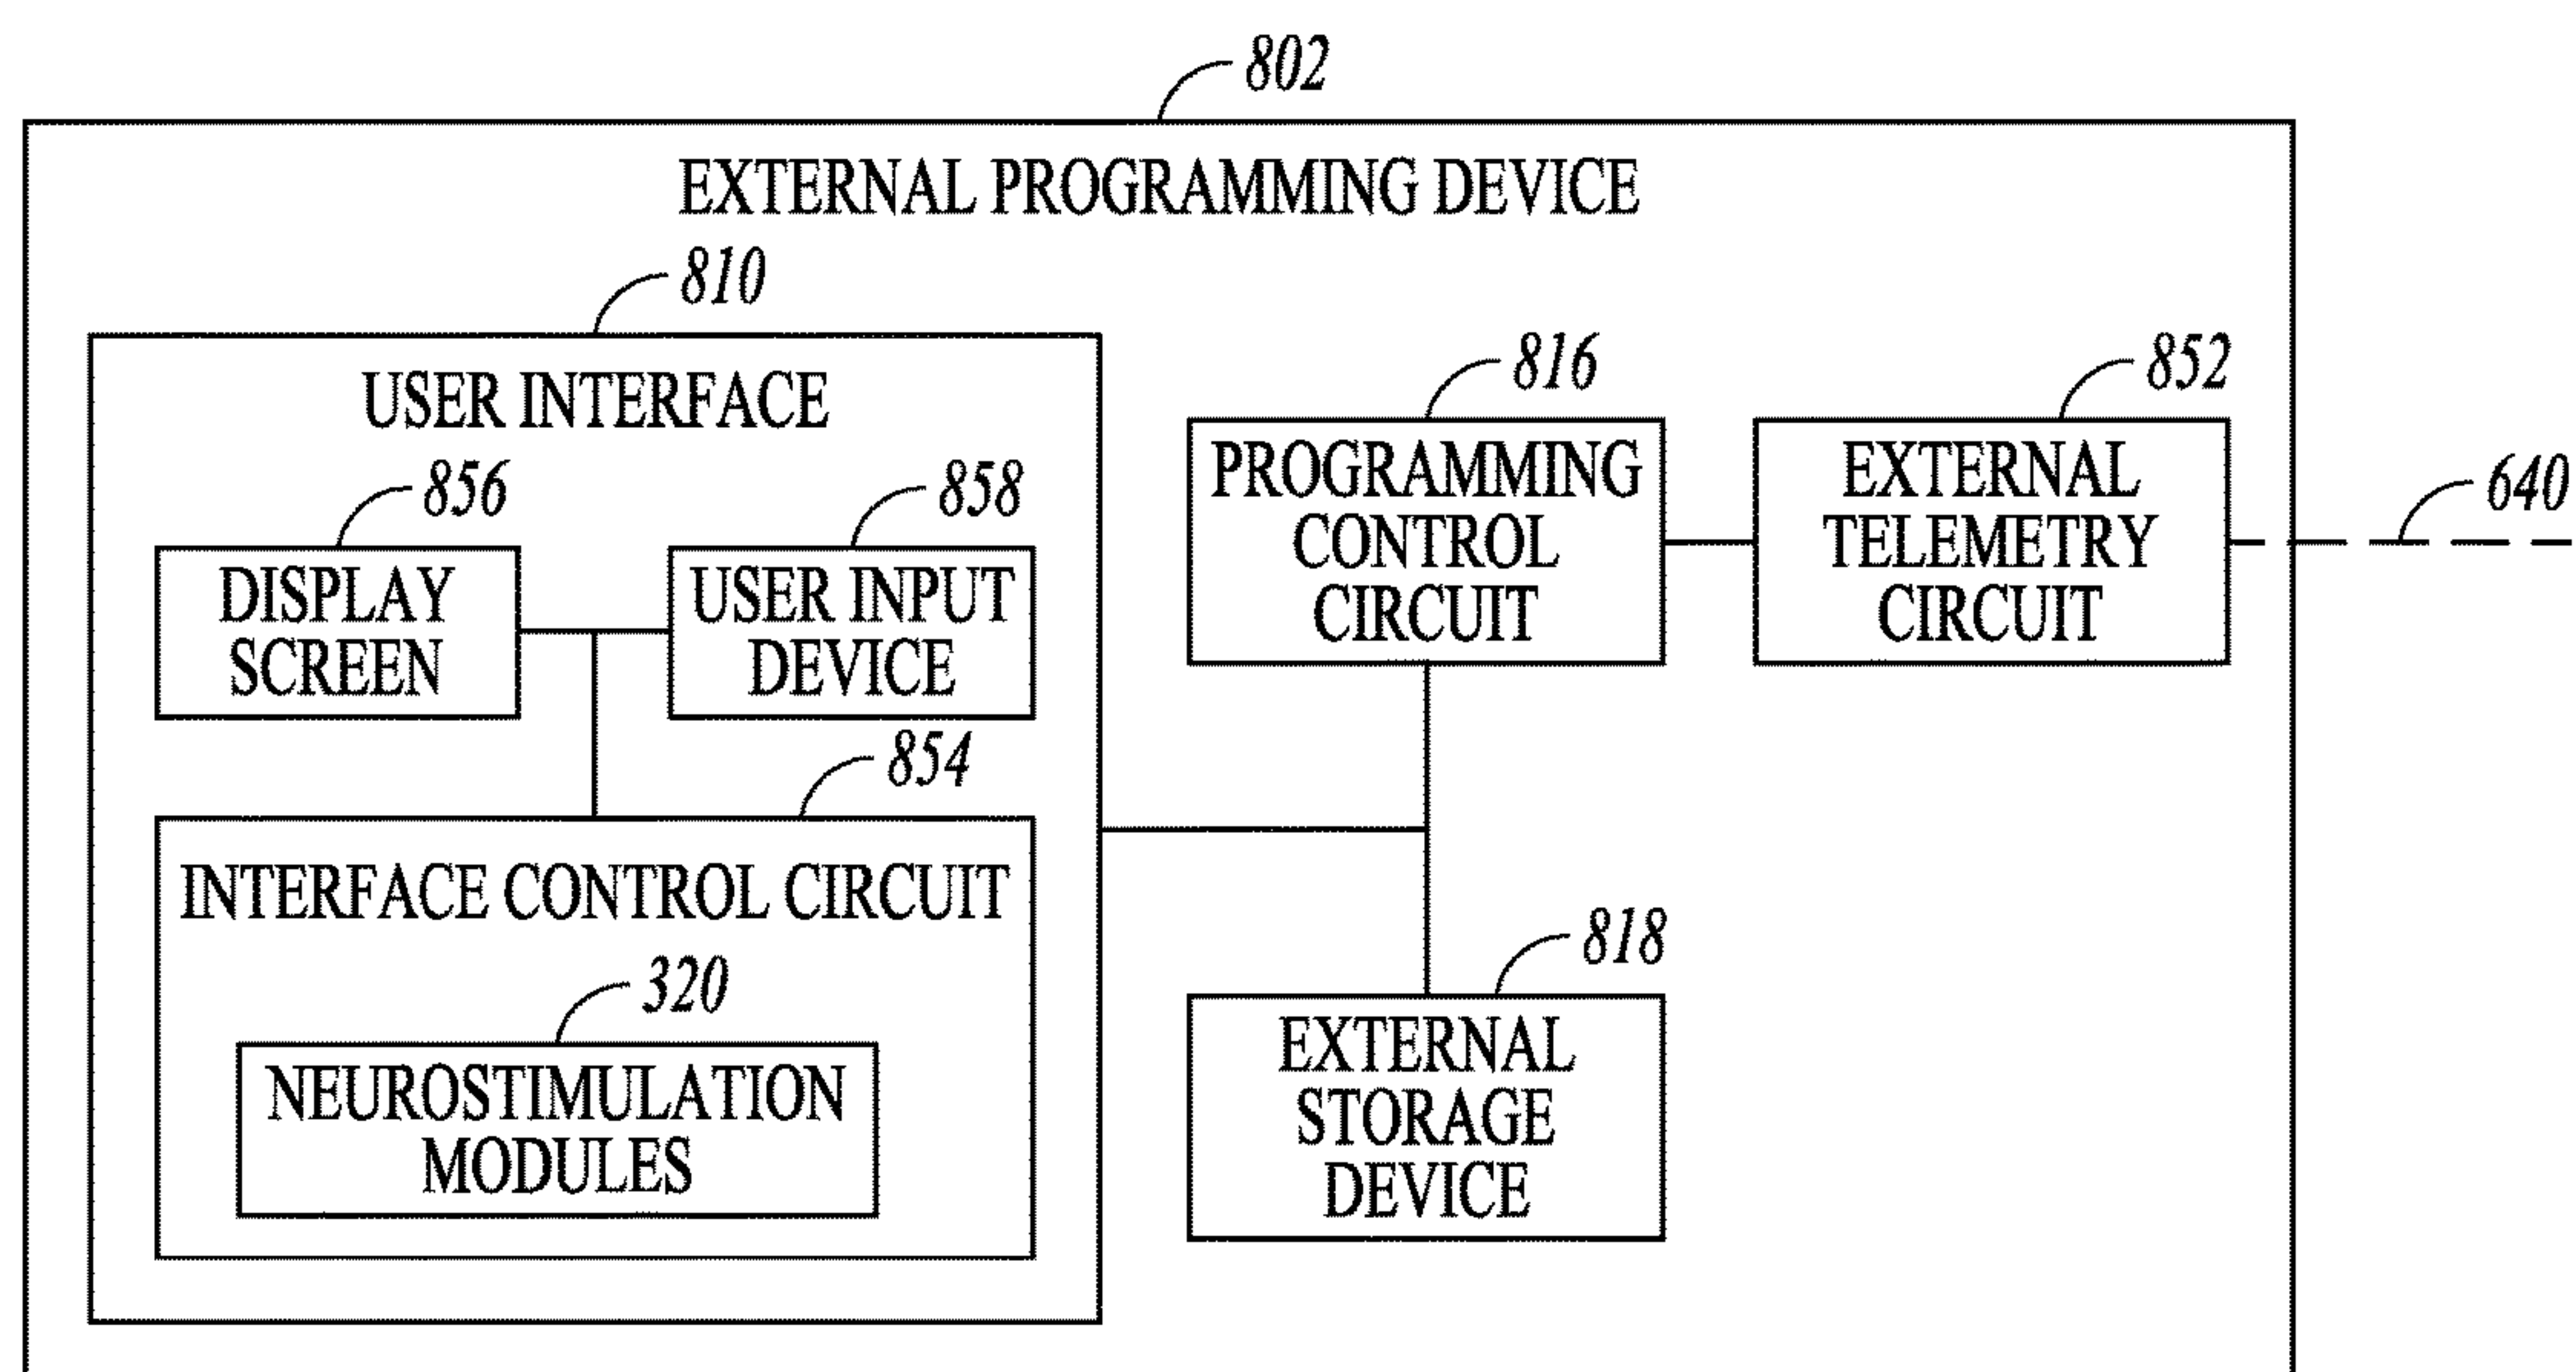 802
EXTERNAL PROGRAMMING DEVICE
810
USER INTERFACE
856
DISPLAY
SCREEN
858
USER INPUT
DEVICE
854
INTERFACE CONTROL CIRCUIT
320
NEUROSTIMULATION
MODULES
816
PROGRAMMING
CONTROL
CIRCUIT
852
EXTERNAL
TELEMETRY
CIRCUIT
640
818
EXTERNAL
STORAGE
DEVICE